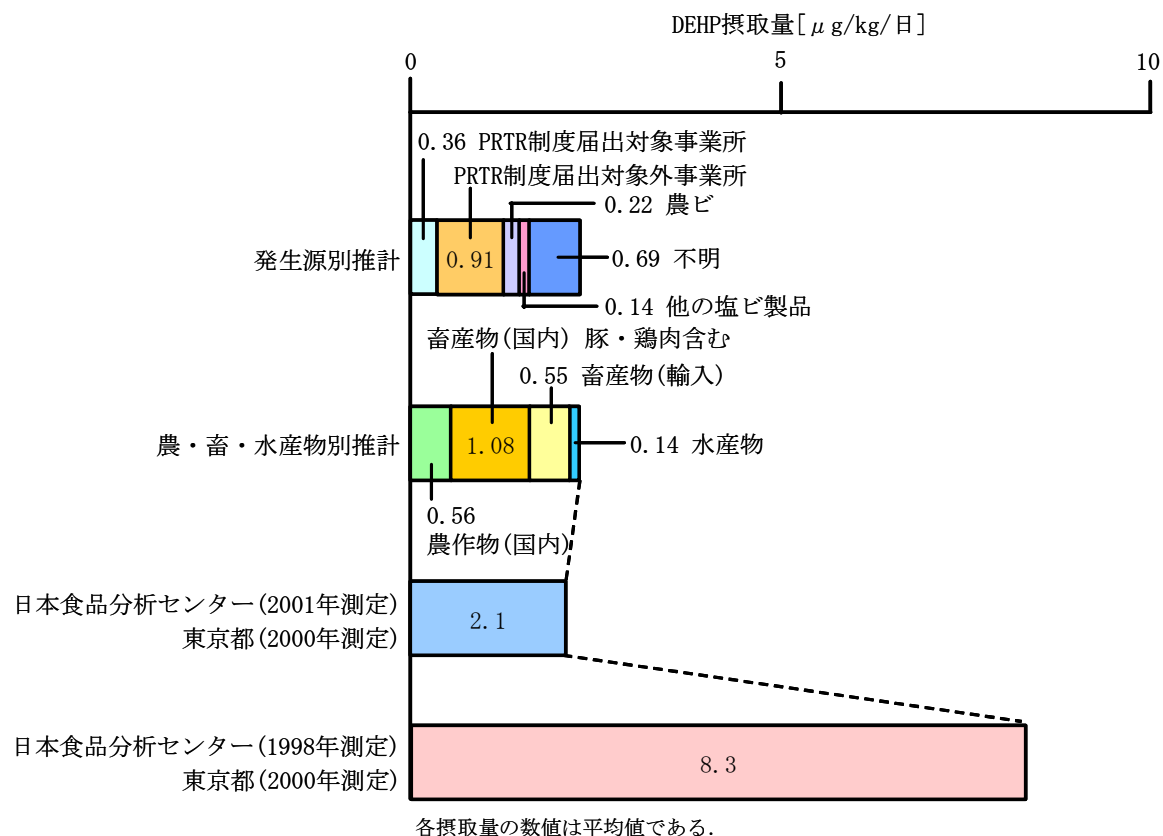 DEHP摂取量[μg/kg/日]
0 5 10
0.36 PRTR制度届出対象事業所
PRTR制度届出対象外事業所
0.22 農ビ
発生源別推計
0.91
0.69 不明
0.14 他の塩ビ製品
畜産物(国内) 豚・鶏肉含む
0.55 畜産物(輸入)
農・畜・水産物別推計
1.08
0.14 水産物
0.56
農作物(国内)
日本食品分析センター(2001年測定)
東京都(2000年測定)
2.1
日本食品分析センター(1998年測定)
東京都(2000年測定)
8.3
各摂取量の数値は平均値である.